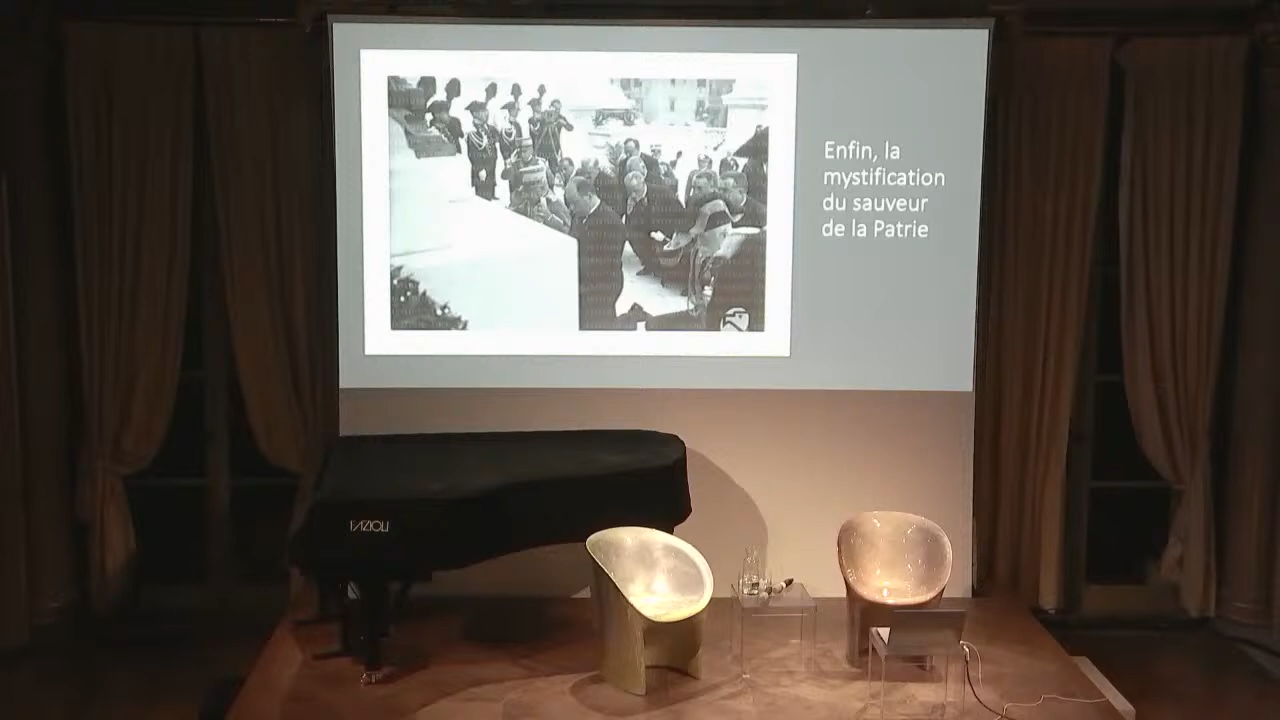 Enfin, la
mystification
du sauveur
de la Patrie
FAZIOLI